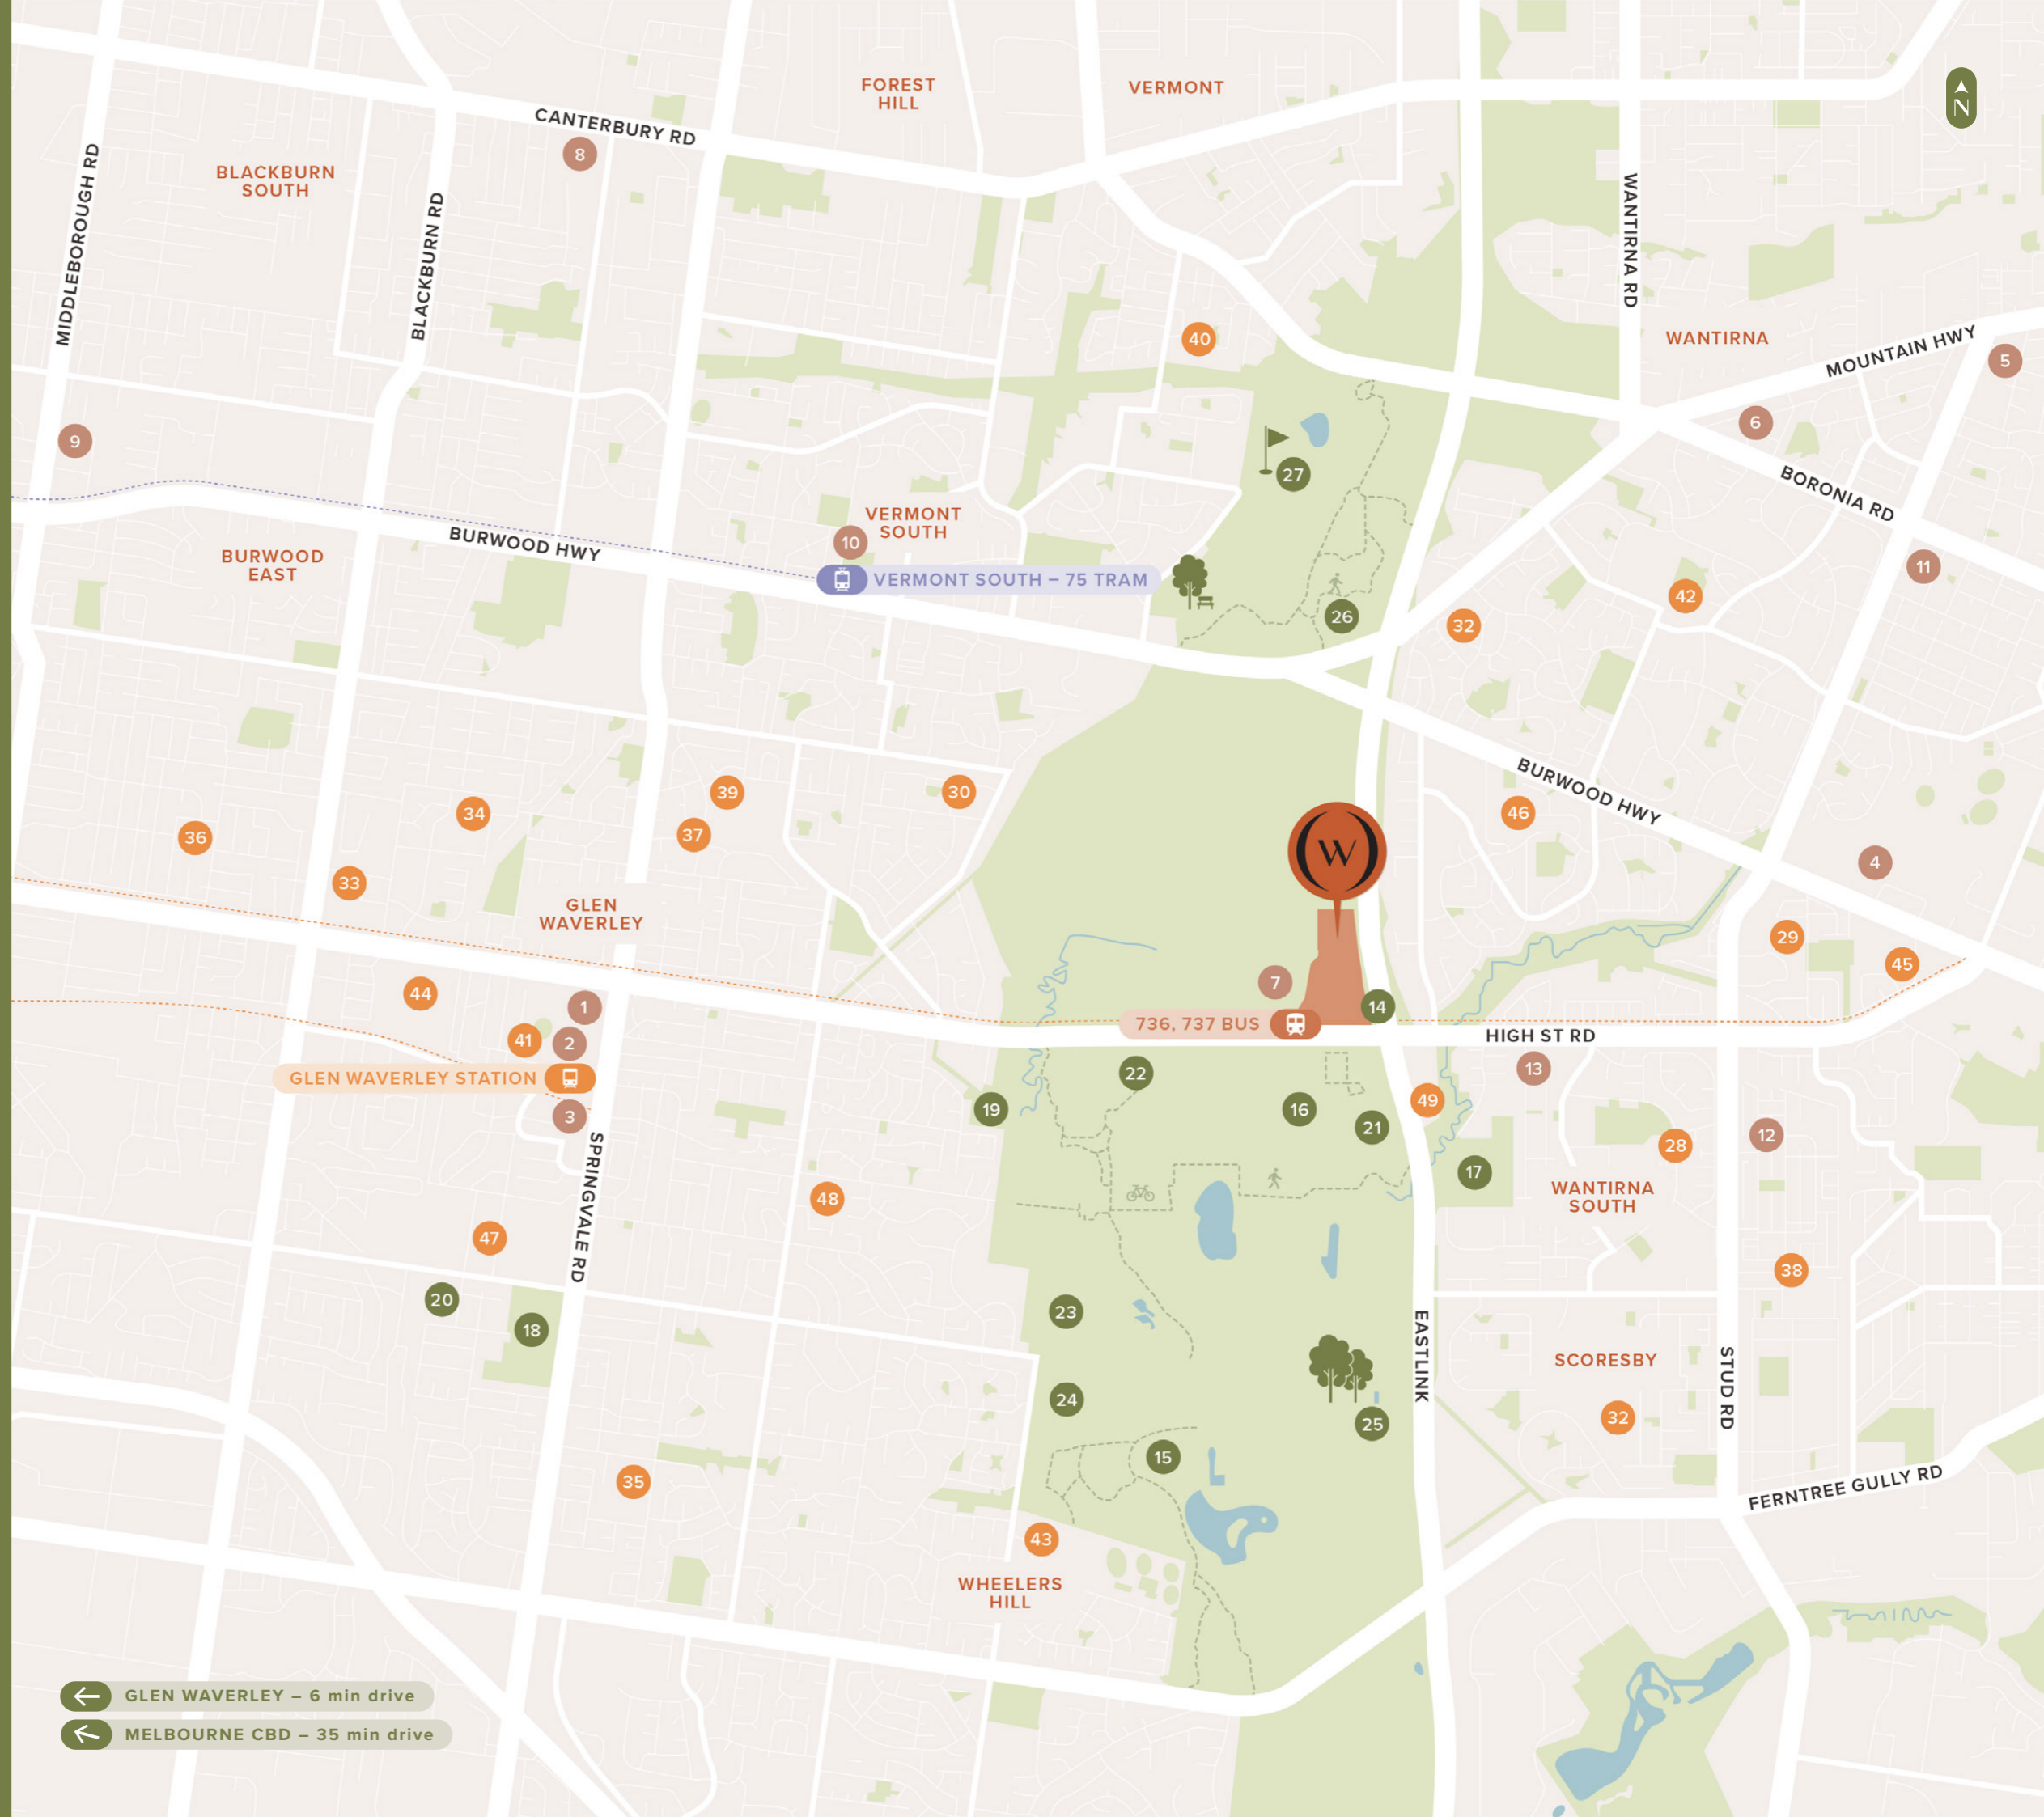 FOREST
HILL
VERMONT
N
CANTERBURY RD
8
BLACKBURN
SOUTH
MIDDLEBOROUGH RD
BLACKBURN RD
WANTIRNA RD
40
WANTIRNA
MOUNTAIN HWY
5
6
9
27
BORONIA RD
VERMONT
SOUTH
10
BURWOOD HWY
BURWOOD
EAST
VERMONT SOUTH – 75 TRAM
11
42
26
32
39
30
34
37
36
46
BURWOOD HWY
W
4
33
GLEN
WAVERLEY
29
45
44
7
1
14
736, 737 BUS
HIGH ST RD
41
2
GLEN WAVERLEY STATION
22
13
3
19
16
49
21
12
28
17
SPRINGVALE RD
48
WANTIRNA
SOUTH
47
38
20
23
18
EASTLINK
SCORESBY
STUD RD
24
32
25
15
35
FERNTREE GULLY RD
43
WHEELERS
HILL
GLEN WAVERLEY – 6 min drive
MELBOURNE CBD – 35 min drive